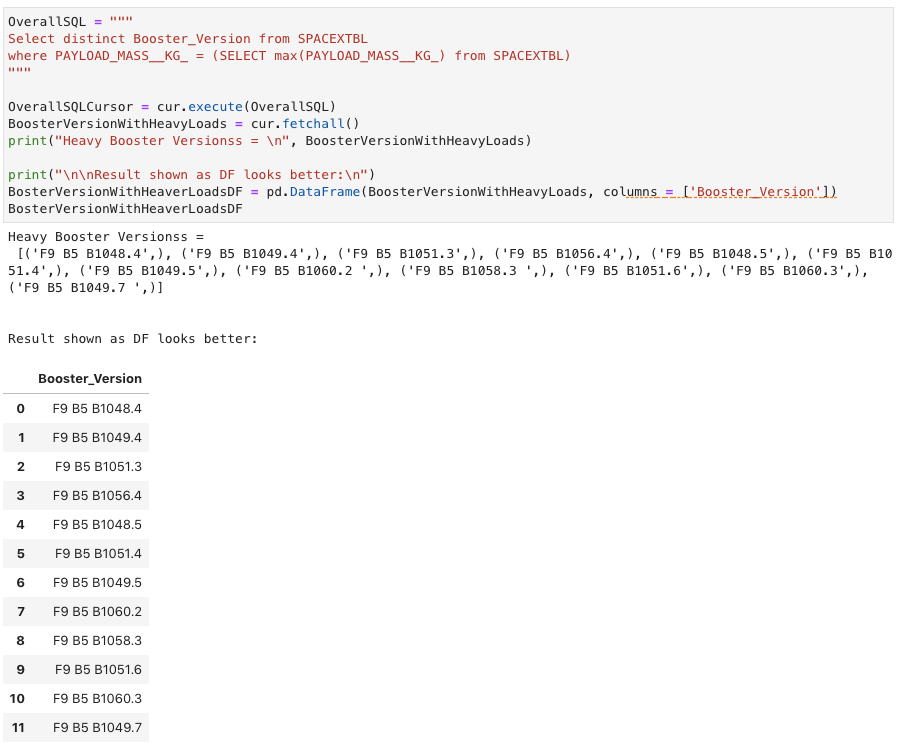 OverallSQL = """
Select distinct Booster_Version from SPACEXTBL
where PAYLOAD_MASS__KG_ = (SELECT max(PAYLOAD_MASS__KG_) from SPACEXTBL)
"""
OverallSQLCursor = cur.execute(OverallSQL)
BoosterVersionWithHeavyLoads = cur.fetchall()
print("Heavy Booster Versionss = \n", BoosterVersionWithHeavyLoads)
print("\n\nResult shown as DF looks better:\n")
BosterVersionWithHeaverLoadsDF = pd.DataFrame(BoosterVersionWithHeavyLoads, columns = ['Booster_Version'])
BosterVersionWithHeaverLoadsDF
Heavy Booster Versionss =
[('F9 B5 B1048.4',), ('F9 B5 B1049.4',), ('F9 B5 B1051.3',), ('F9 B5 B1056.4',), ('F9 B5 B1048.5',), ('F9 B5 B10
51.4',), ('F9 B5 B1049.5',), ('F9 B5 B1060.2 ',), ('F9 B5 B1058.3 ',), ('F9 B5 B1051.6',), ('F9 B5 B1060.3',),
('F9 B5 B1049.7 ',)]
Result shown as DF looks better:
Booster_Version
0 F9 B5 B1048.4
1 F9 B5 B1049.4
2 F9 B5 B1051.3
3 F9 B5 B1056.4
4 F9 B5 B1048.5
5 F9 B5 B1051.4
6 F9 B5 B1049.5
7 F9 B5 B1060.2
8 F9 B5 B1058.3
9 F9 B5 B1051.6
10 F9 B5 B1060.3
11 F9 B5 B1049.7